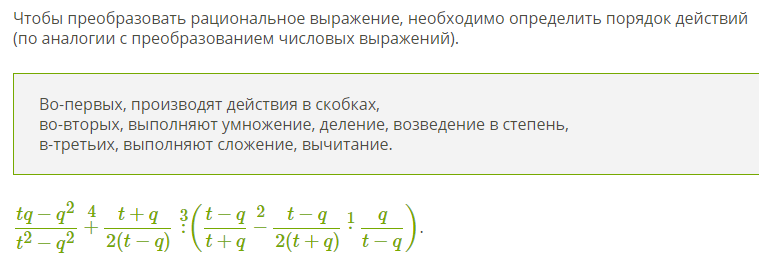 Чтобы преобразовать рациональное выражение, необходимо определить порядок действий
(по аналогии с преобразованием числовых выражений).
Во-первых, производят действия в скобках,
во-вторых, выполняют умножение, деление, возведение в степень,
в-третьих, выполняют сложение, вычитание.
\frac{tq-q^2}{t^2-q^2} \overset{4}{+} \frac{t+q}{2(t-q)} \overset{3}{:} \left(\frac{t-q}{t+q} \overset{2}{-} \frac{t-q}{2(t+q)} \overset{1}{:} \frac{q}{t-q}\right).